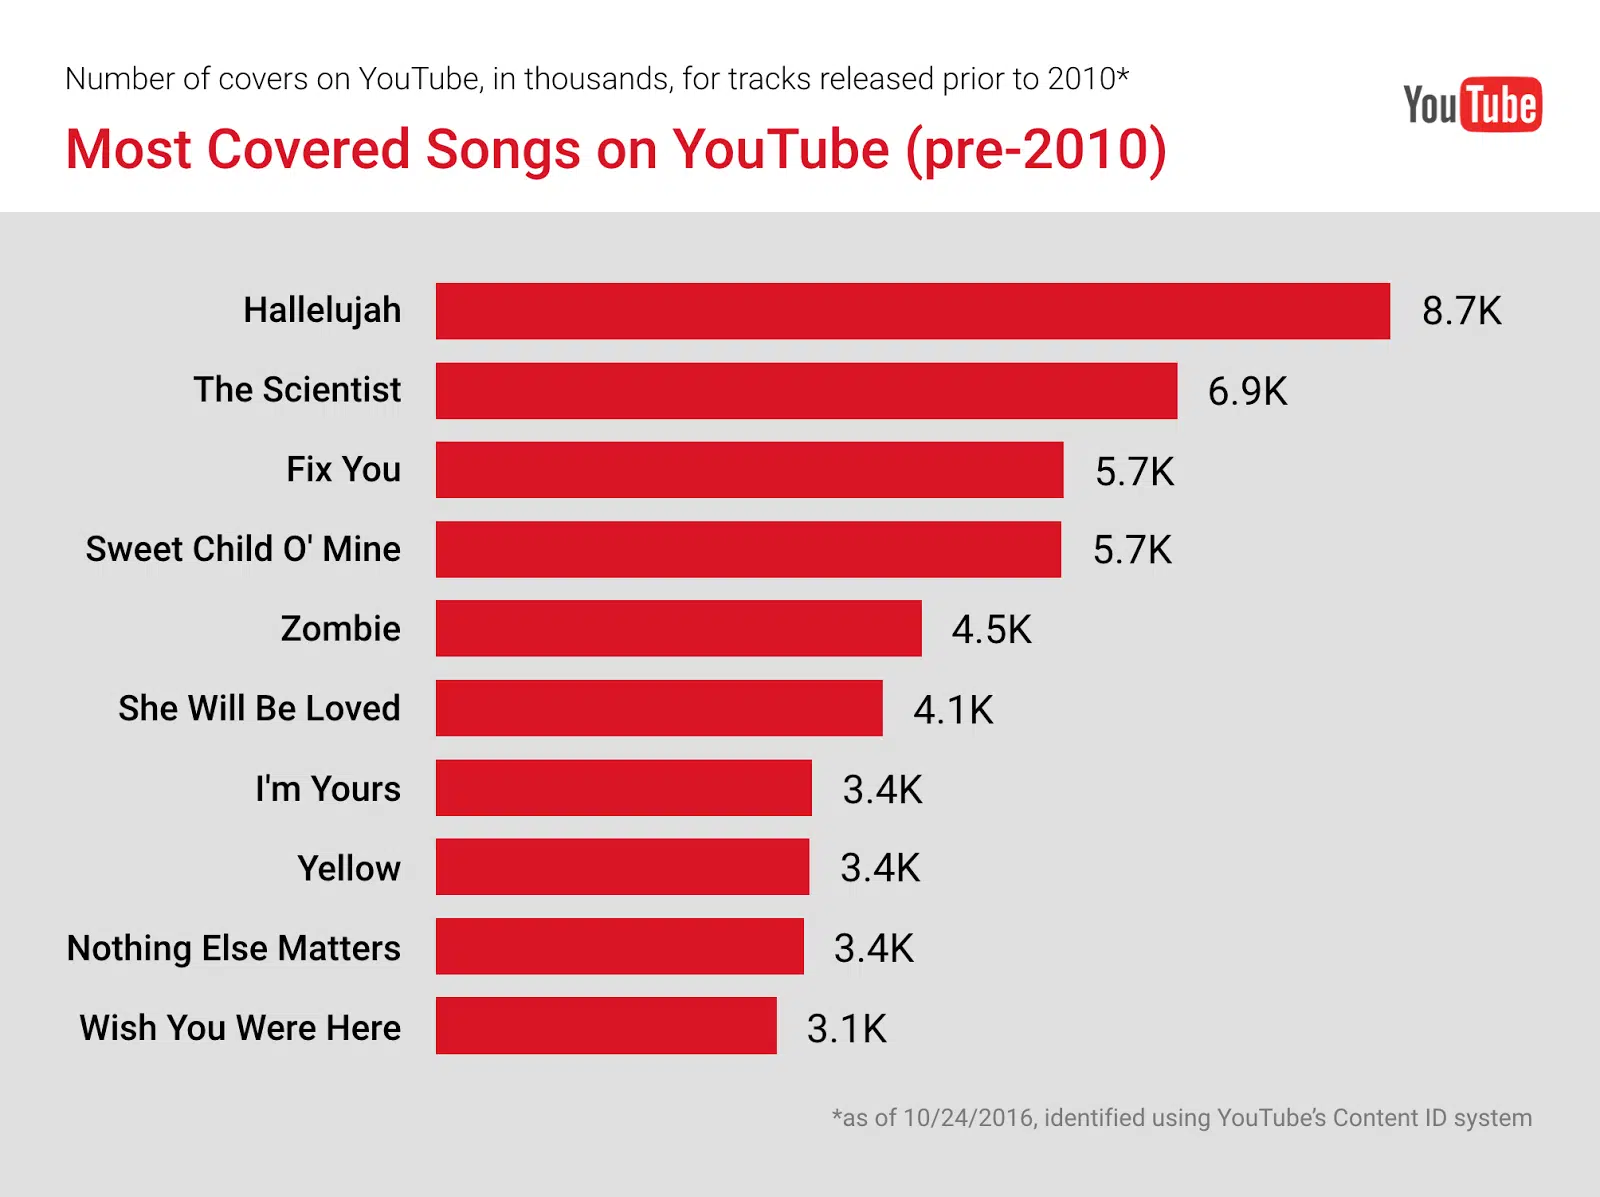 Number of covers on YouTube, in thousands, for tracks released prior to 2010*
YouTube
Most Covered Songs on YouTube (pre-2010)
Hallelujah 8.7K
The Scientist 6.9K
Fix You 5.7K
Sweet Child O' Mine 5.7K
Zombie 4.5K
She Will Be Loved 4.1K
I'm Yours 3.4K
Yellow 3.4K
Nothing Else Matters 3.4K
Wish You Were Here 3.1K
*as of 10/24/2016, identified using YouTube’s Content ID system